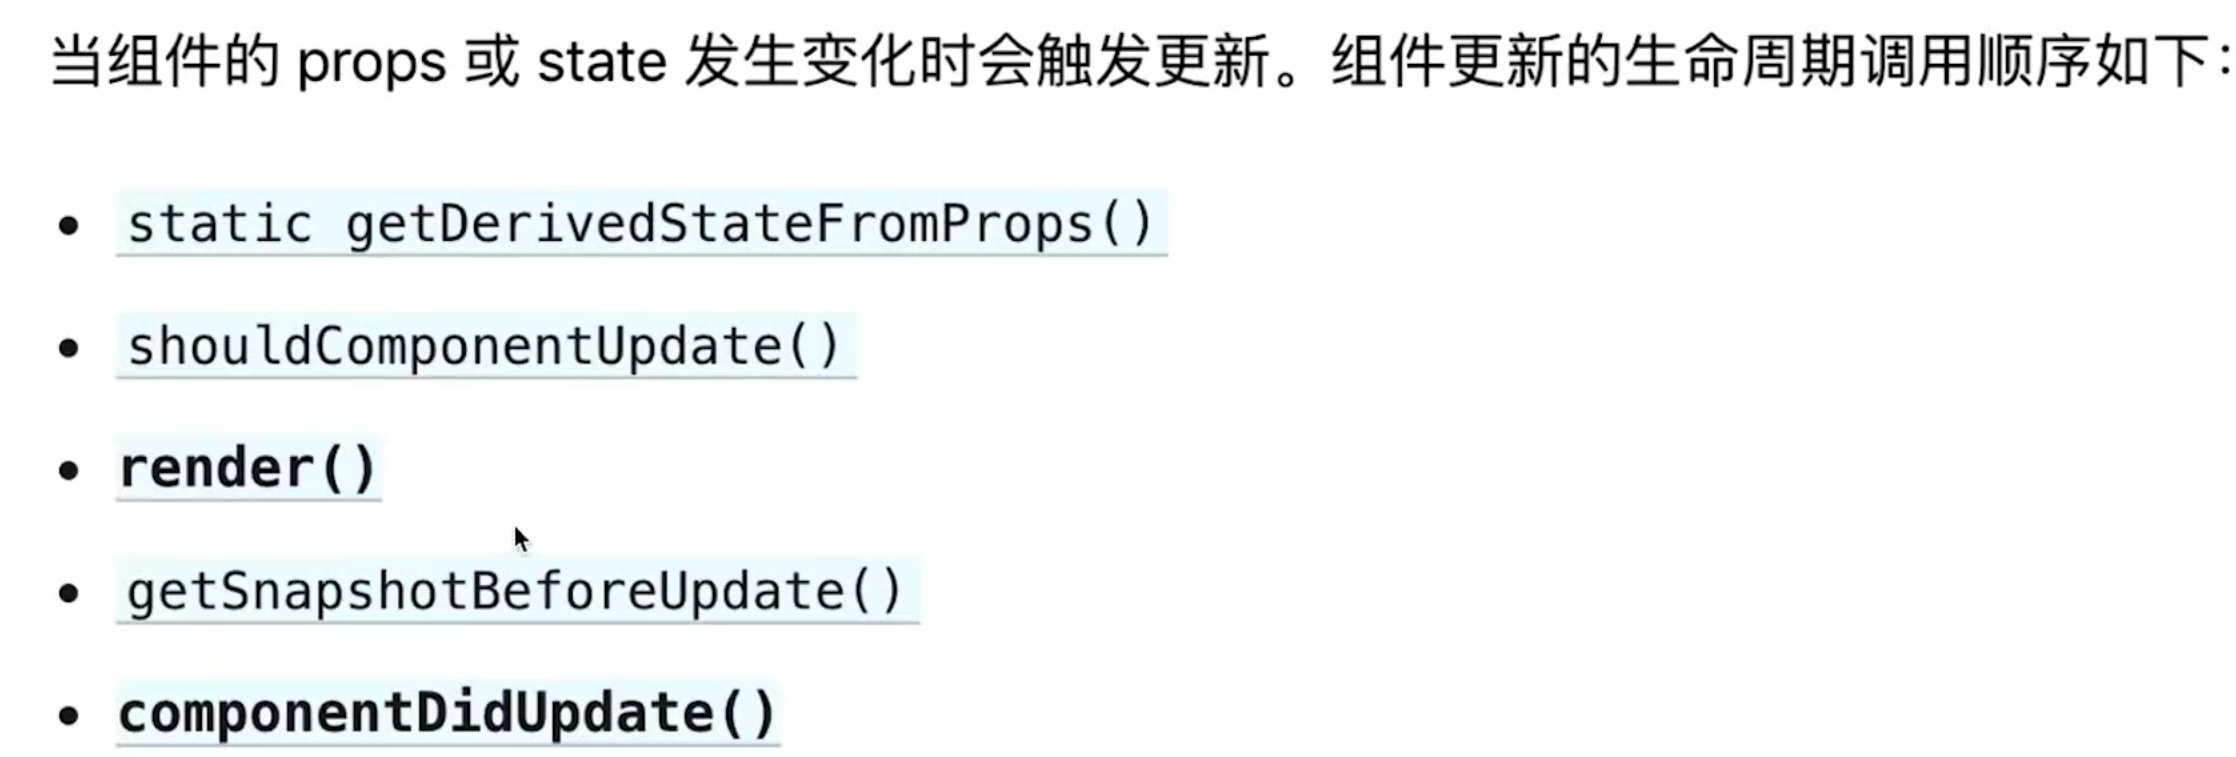 当组件的 props 或 state 发生变化时会触发更新。组件更新的生命周期调用顺序如下：
static getDerivedStateFromProps()
shouldComponentUpdate()
render()
getSnapshotBeforeUpdate()
componentDidUpdate()